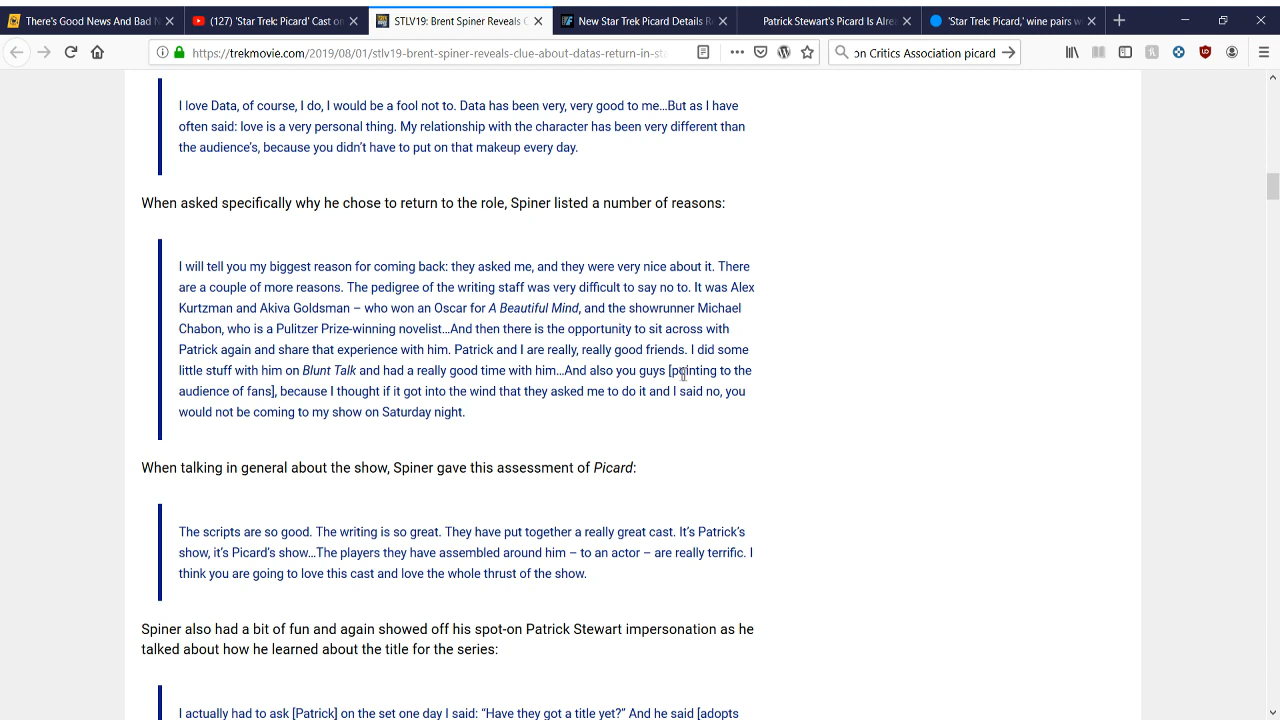 There's Good News And Bad N
(127) 'Star Trek: Picard' Cast on
STLV19: Brent Spiner Reveals C
New Star Trek Picard Details Re
Patrick Stewart's Picard Is Alrea
'Star Trek: Picard,' wine pairs w
https://trekmovie.com/2019/08/01/stlv19-brent-spiner-reveals-clue-about-datas-return-in-st
on Critics Association picard
I love Data, of course, I do, I would be a fool not to. Data has been very, very good to me…But as I have
often said: love is a very personal thing. My relationship with the character has been very different than
the audience's, because you didn't have to put on that makeup every day.
When asked specifically why he chose to return to the role, Spiner listed a number of reasons:
I will tell you my biggest reason for coming back: they asked me, and they were very nice about it. There
are a couple of more reasons. The pedigree of the writing staff was very difficult to say no to. It was Alex
Kurtzman and Akiva Goldsman – who won an Oscar for A Beautiful Mind, and the showrunner Michael
Chabon, who is a Pulitzer Prize-winning novelist…And then there is the opportunity to sit across with
Patrick again and share that experience with him. Patrick and I are really, really good friends. I did some
little stuff with him on Blunt Talk and had a really good time with him…And also you guys [pointing to the
audience of fans], because I thought if it got into the wind that they asked me to do it and I said no, you
would not be coming to my show on Saturday night.
When talking in general about the show, Spiner gave this assessment of Picard:
The scripts are so good. The writing is so great. They have put together a really great cast. It's Patrick's
show, it's Picard's show…The players they have assembled around him – to an actor – are really terrific. I
think you are going to love this cast and love the whole thrust of the show.
Spiner also had a bit of fun and again showed off his spot-on Patrick Stewart impersonation as he
talked about how he learned about the title for the series:
I actually had to ask [Patrick] on the set one day I said: “Have they got a title yet?” And he said [adopts